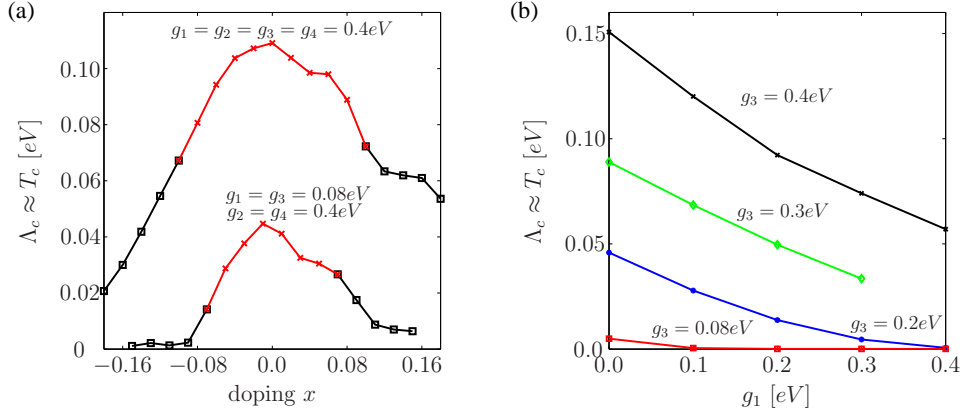 (a)
g₁ = g₂ = g₃ = g₄ = 0.4eV
g₁ = g₃ = 0.08eV
g₂ = g₄ = 0.4eV
Λc ≈ Tc [eV]
0.10
0.08
0.06
0.04
0.02
0
−0.16
−0.08
0.0
0.08
0.16
doping x
(b)
g₃ = 0.4eV
g₃ = 0.3eV
g₃ = 0.2eV
g₃ = 0.08eV
Λc ≈ Tc [eV]
0.15
0.10
0.05
0.0
0.0
0.1
0.2
0.3
0.4
g₁ [eV]